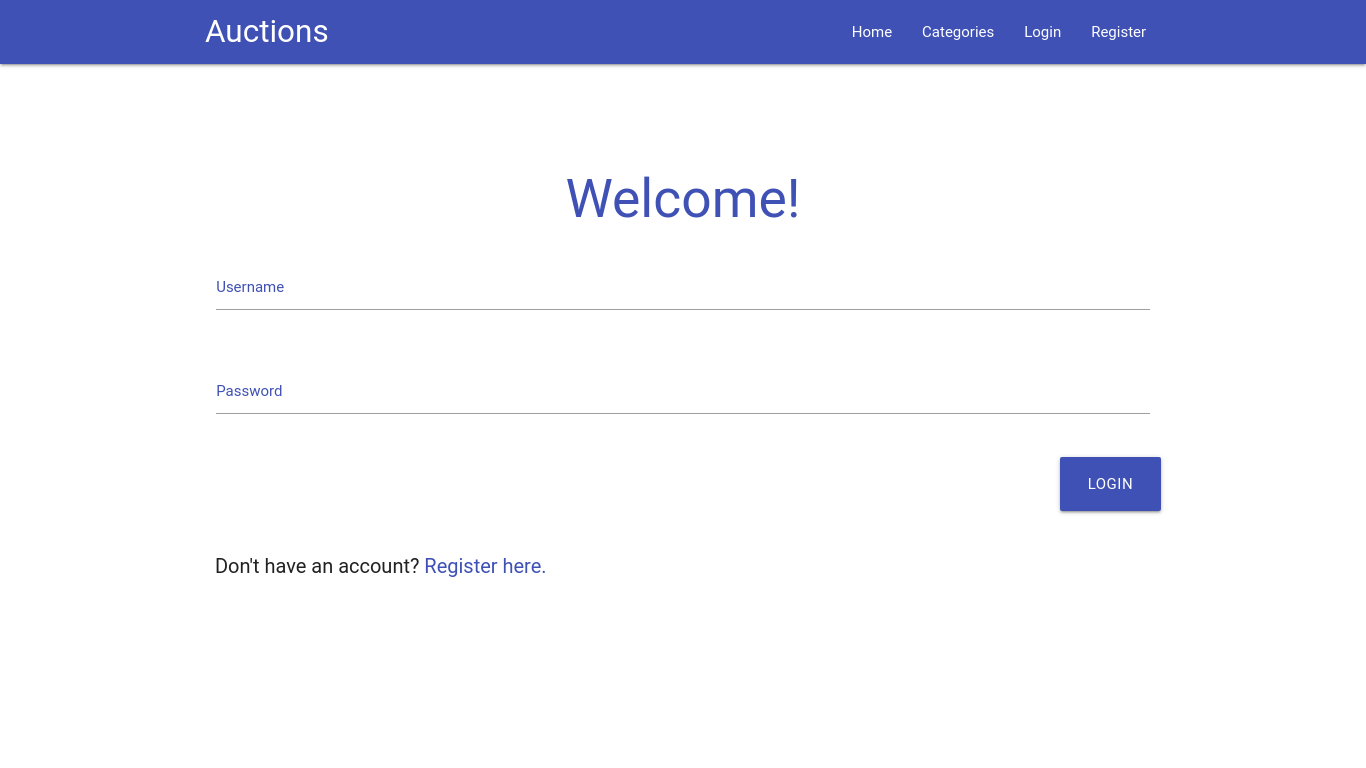 Auctions
Home Categories Login Register
Welcome!
Username
Password
LOGIN
Don't have an account? Register here.